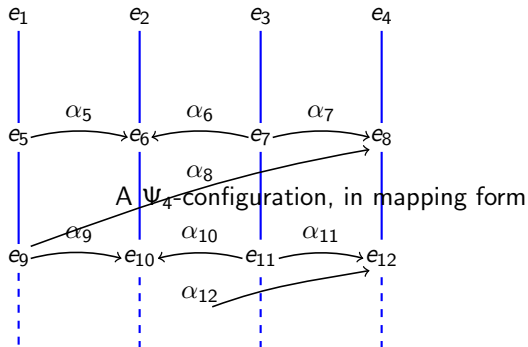 e₁ e₂ e₃ e₄
α₅ α₆ α₇
e₅ e₆ e₇ e₈
α₈
A Ψ₄-configuration, in mapping form
α₉ α₁₀ α₁₁
e₉ e₁₀ e₁₁ e₁₂
α₁₂